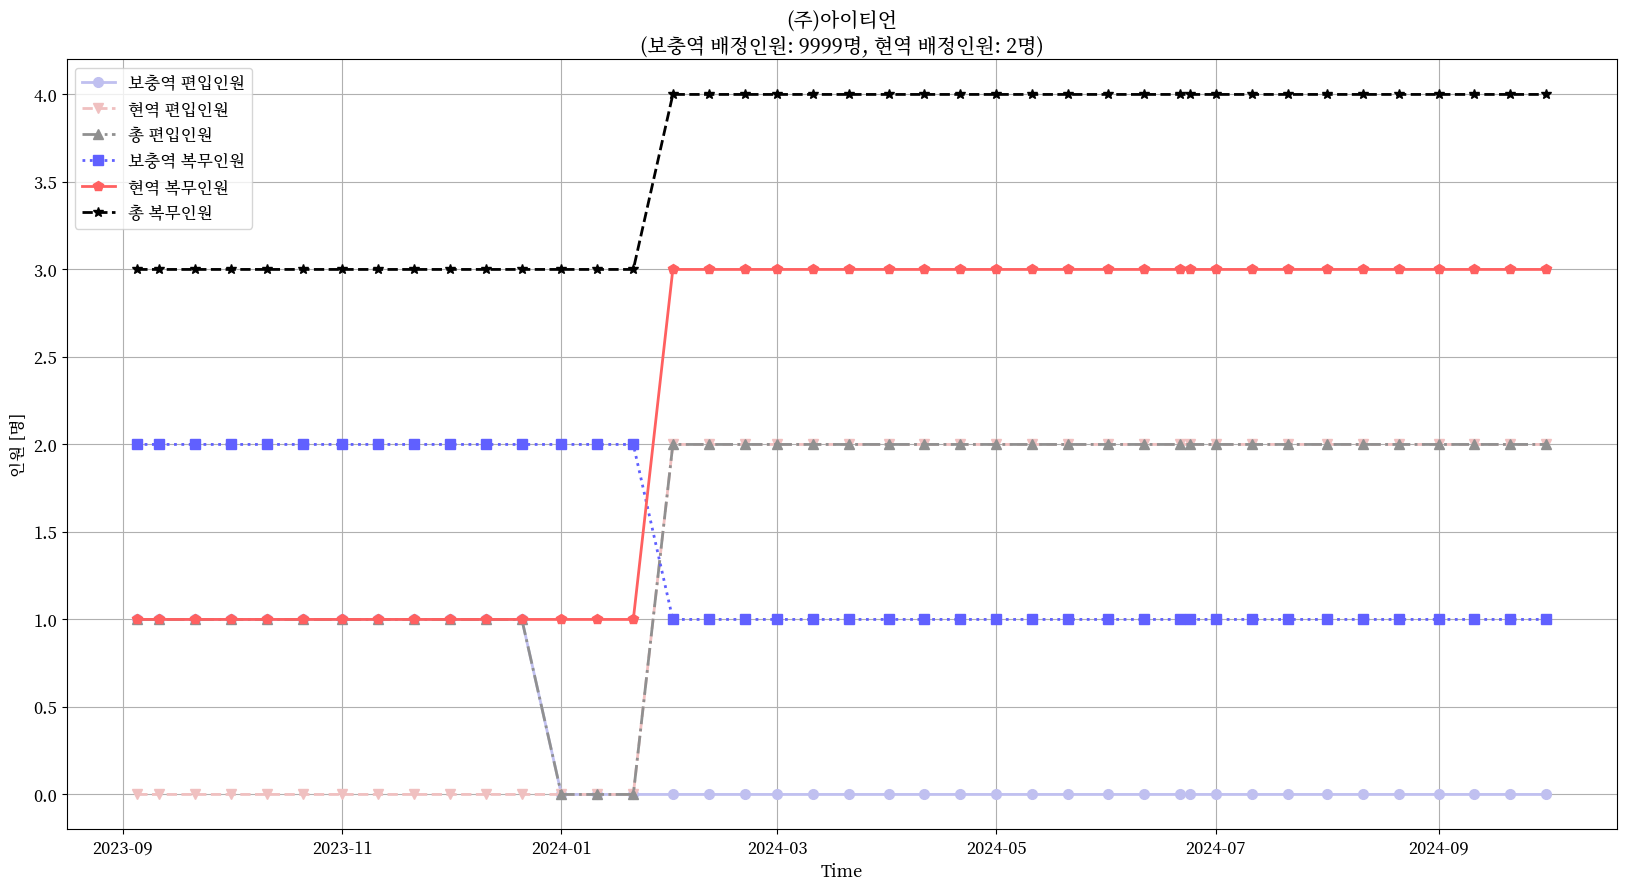 (주)아이티언
(보충역 배정인원: 9999명, 현역 배정인원: 2명)
보충역 편입인원
현역 편입인원
총 편입인원
보충역 복무인원
현역 복무인원
총 복무인원
4.0
3.5
3.0
2.5
2.0
1.5
1.0
0.5
0.0
인원 [명]
2023-09
2023-11
2024-01
2024-03
2024-05
2024-07
2024-09
Time